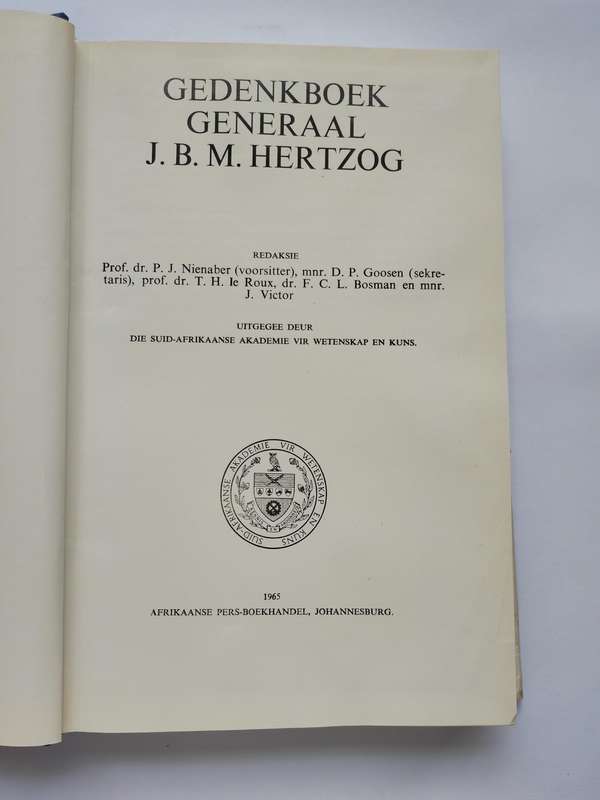 GEDENKBOEK
GENERAAL
J. B. M. HERTZOG
REDAKSIE
Prof. dr. P. J. Nienaber (voorsitter), mnr. D. P. Goosen (sekre-
taris), prof. dr. T. H. le Roux, dr. F. C. L. Bosman en mnr.
J. Victor
UITGEGEE DEUR
DIE SUID-AFRIKAANSE AKADEMIE VIR WETENSKAP EN KUNS.
SUID-AFRIKAANSE AKADEMIE VIR WETENSKAP EN KUNS
1965
AFRIKAANSE PERS-BOEKHANDEL, JOHANNESBURG.